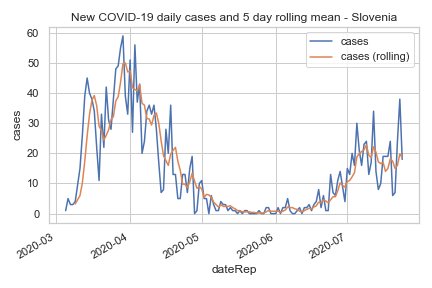 New COVID-19 daily cases and 5 day rolling mean - Slovenia
cases
cases (rolling)
60
50
40
30
20
10
0
cases
2020-03
2020-04
2020-05
2020-06
2020-07
dateRep